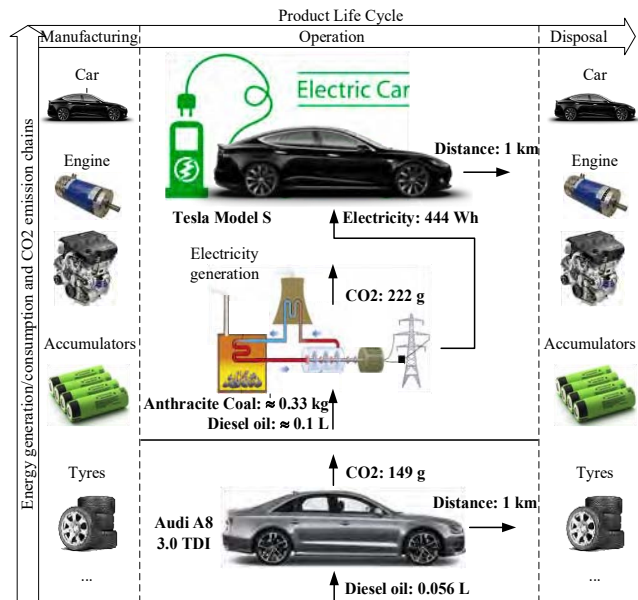 Product Life Cycle
Manufacturing
Operation
Disposal
Energy generation/consumption and CO2 emission chains
Car
Engine
Accumulators
Tyres
...
Electric Car
Distance: 1 km
Tesla Model S
Electricity: 444 Wh
Electricity
generation
CO2: 222 g
Anthracite Coal: ≈ 0.33 kg
Diesel oil: ≈ 0.1 L
CO2: 149 g
Distance: 1 km
Audi A8
3.0 TDI
Diesel oil: 0.056 L
Car
Engine
Accumulators
Tyres
...